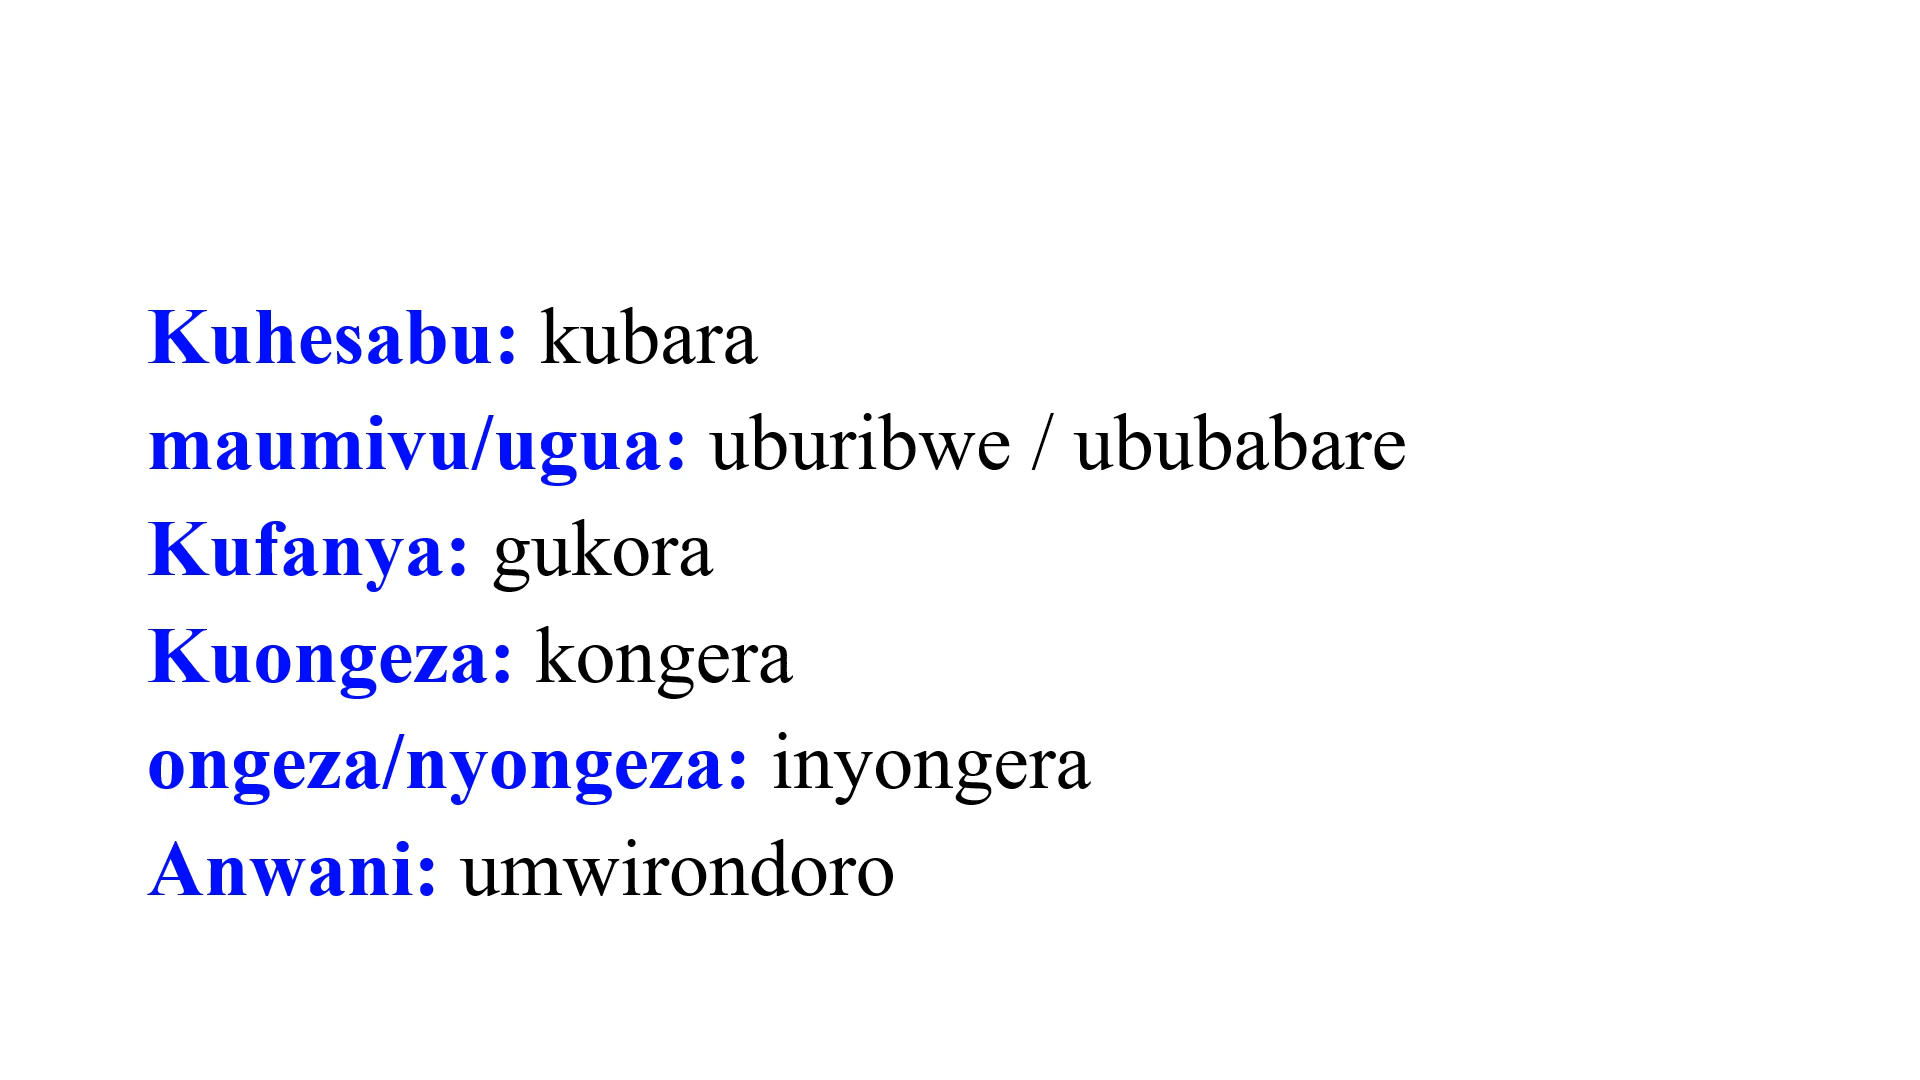 Kuhesabu: kubara
maumivu/ugua: uburibwe / ububabare
Kufanya: gukora
Kuongeza: kongera
ongeza/nyongeza: inyongera
Anwani: umwirondoro